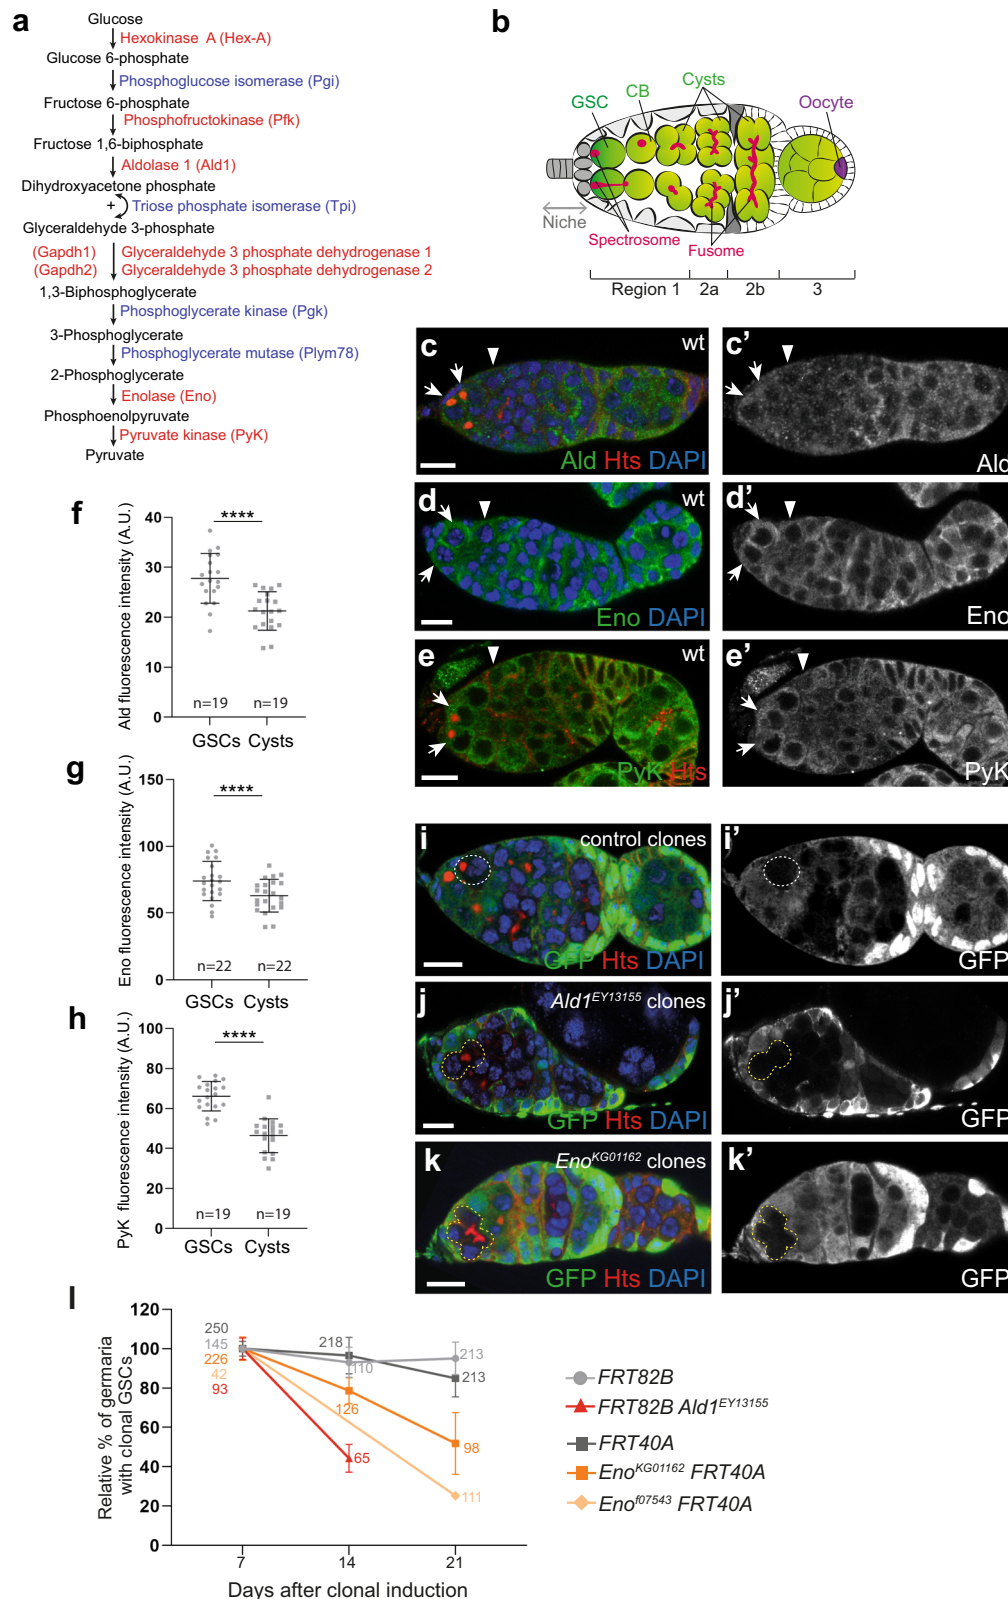 a
Glucose
Hexokinase A (Hex-A)
Glucose 6-phosphate
Phosphoglucose isomerase (Pgi)
Fructose 6-phosphate
Phosphofructokinase (Pfk)
Fructose 1,6-biphosphate
Aldolase 1 (Ald1)
Dihydroxyacetone phosphate
+ Triose phosphate isomerase (Tpi)
Glyceraldehyde 3-phosphate
(Gapdh1) Glyceraldehyde 3 phosphate dehydrogenase 1
(Gapdh2) Glyceraldehyde 3 phosphate dehydrogenase 2
1,3-Biphosphoglycerate
Phosphoglycerate kinase (Pgk)
3-Phosphoglycerate
Phosphoglycerate mutase (Plym78)
2-Phosphoglycerate
Enolase (Eno)
Phosphoenolpyruvate
Pyruvate kinase (PyK)
Pyruvate
b
Cysts
CB
GSC
Oocyte
Niche
Spectrosome
Fusome
Region 1 2a 2b 3
c wt
Ald Hts DAPI
c'
Ald
d wt
Eno DAPI
d'
Eno
e wt
PyK Hts
e'
PyK
f
Ald fluorescence intensity (A.U.)
40
30
20
10
0
****
n=19 n=19
GSCs Cysts
g
Eno fluorescence intensity (A.U.)
150
100
50
0
****
n=22 n=22
GSCs Cysts
h
PyK fluorescence intensity (A.U.)
100
80
60
40
20
0
****
n=19 n=19
GSCs Cysts
i control clones
GFP Hts DAPI
i'
GFP
j Ald1EY13155 clones
GFP Hts DAPI
j'
GFP
k EnoKG01162 clones
GFP Hts DAPI
k'
GFP
l
Relative % of germaria
with clonal GSCs
120
100
80
60
40
20
0
250
145
226
42
93
218
110
126
65
213
213
98
111
7 14 21
Days after clonal induction
FRT82B
FRT82B Ald1EY13155
FRT40A
EnoKG01162 FRT40A
Enof07543 FRT40A